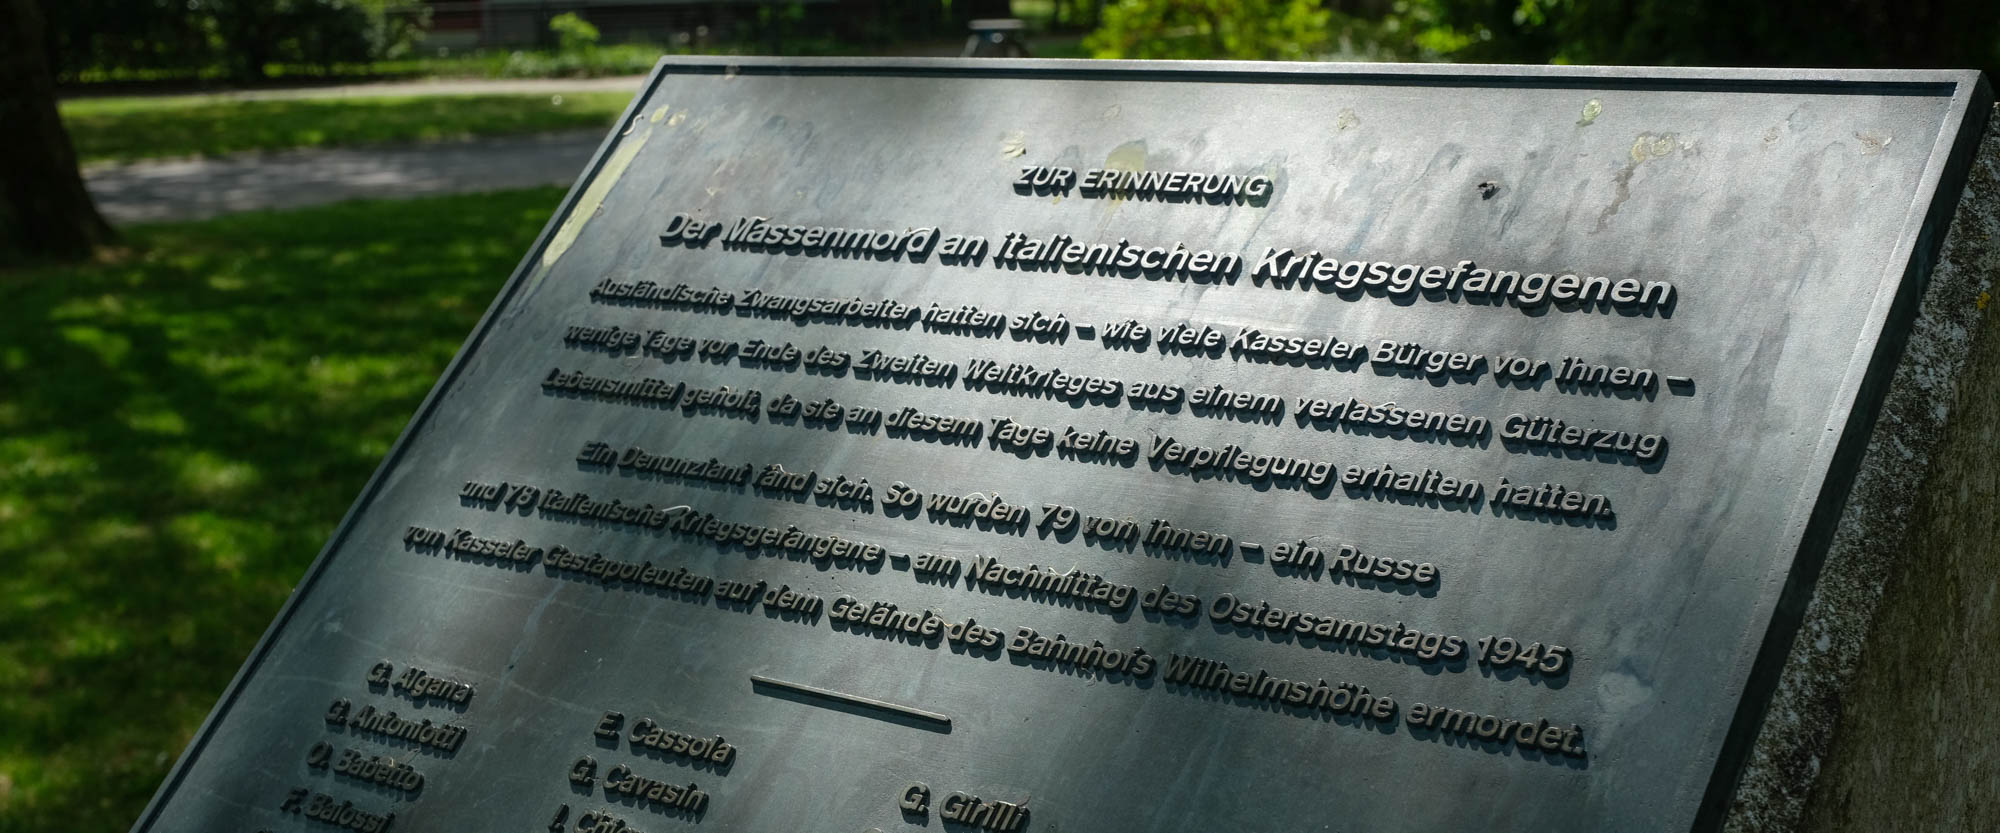 ZUR ERINNERUNG
Der Massenmord an italienischen Kriegsgefangenen
Ausländische Zwangsarbeiter hatten sich – wie viele Kasseler Bürger vor ihnen –
wenige Tage vor Ende des Zweiten Weltkrieges aus einem verlassenen Güterzug
Lebensmittel geholt, da sie an diesem Tage keine Verpflegung erhalten hatten.
Ein Denunziant fand sich. So wurden 79 von ihnen – ein Russe
und 78 italienische Kriegsgefangene – am Nachmittag des Ostersamstags 1945
von Kasseler Gestapoleuten auf dem Gelände des Bahnhofs Wilhelmshöhe ermordet.
G. Algana
G. Antoniotti
O. Babetto
F. Balossi
E. Cassola
G. Cavasin
G. Girilli